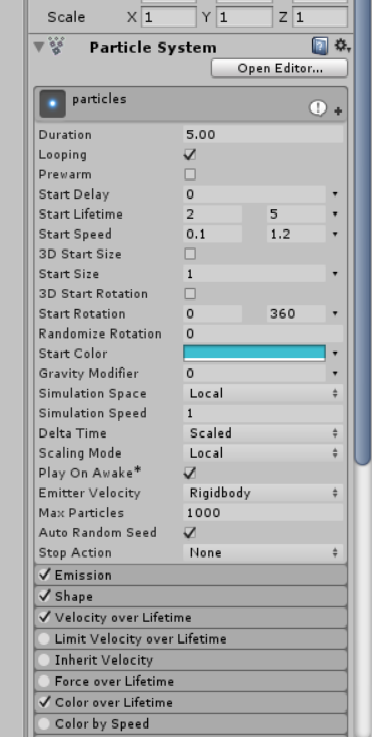 Scale X 1 Y 1 Z 1
Particle System
Open Editor...
particles
Duration 5.00
Looping
Prewarm
Start Delay 0
Start Lifetime 2 5
Start Speed 0.1 1.2
3D Start Size
Start Size 1
3D Start Rotation
Start Rotation 0 360
Randomize Rotation 0
Start Color
Gravity Modifier 0
Simulation Space Local
Simulation Speed 1
Delta Time Scaled
Scaling Mode Local
Play On Awake*
Emitter Velocity Rigidbody
Max Particles 1000
Auto Random Seed
Stop Action None
Emission
Shape
Velocity over Lifetime
Limit Velocity over Lifetime
Inherit Velocity
Force over Lifetime
Color over Lifetime
Color by Speed